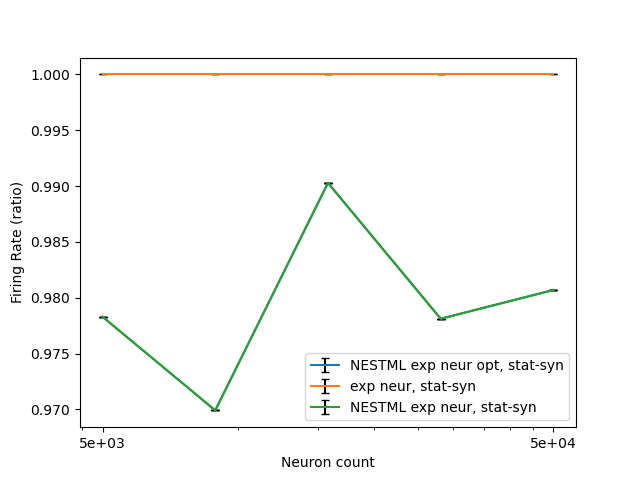 1.000
0.995
0.990
0.985
0.980
0.975
0.970
Firing Rate (ratio)
NESTML exp neur opt, stat-syn
exp neur, stat-syn
NESTML exp neur, stat-syn
5e+03 5e+04
Neuron count